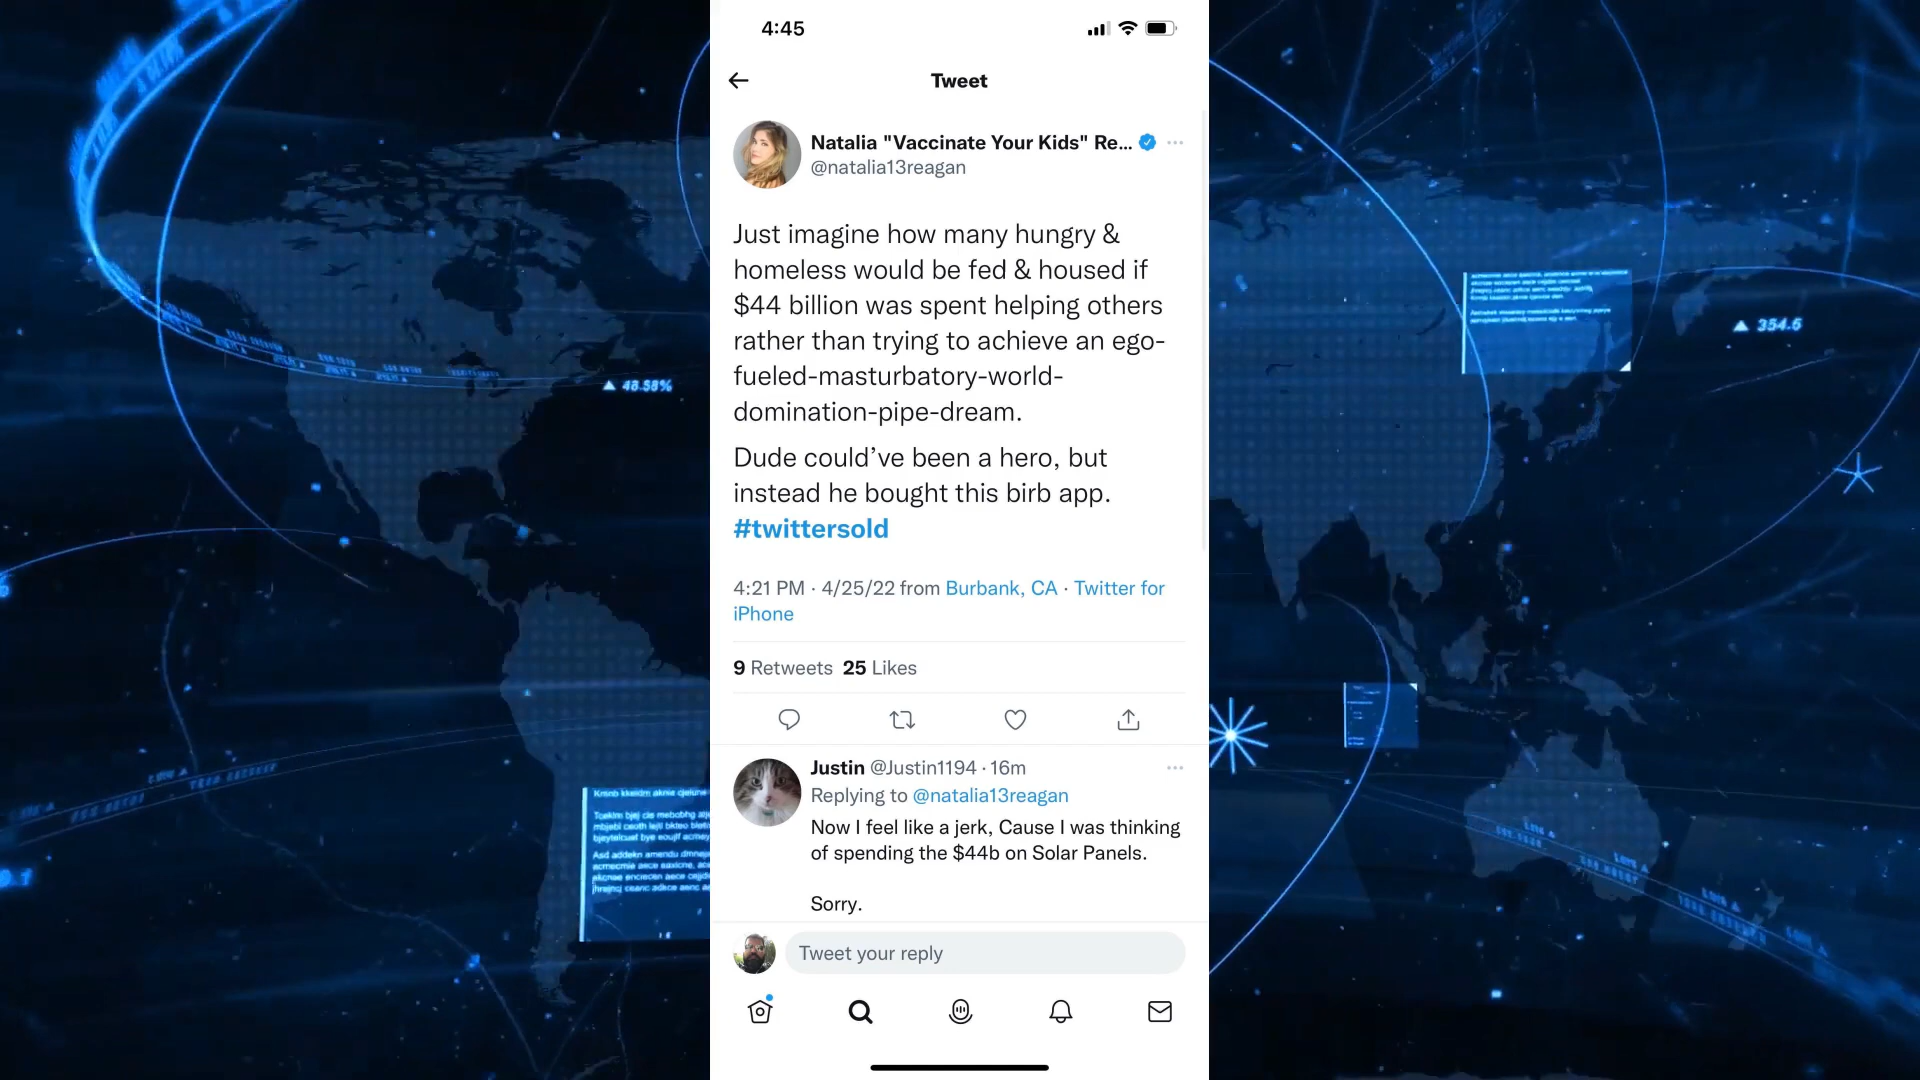 4:45
Tweet
Natalia "Vaccinate Your Kids" Re...
@natalia13reagan
Just imagine how many hungry &
homeless would be fed & housed if
$44 billion was spent helping others
rather than trying to achieve an ego-
fueled-masturbatory-world-
domination-pipe-dream.
Dude could’ve been a hero, but
instead he bought this birb app.
#twittersold
4:21 PM · 4/25/22 from Burbank, CA · Twitter for
iPhone
9 Retweets 25 Likes
Justin @Justin1194 · 16m
Replying to @natalia13reagan
Now I feel like a jerk, Cause I was thinking
of spending the $44b on Solar Panels.
Sorry.
Tweet your reply
48.58%
354.6